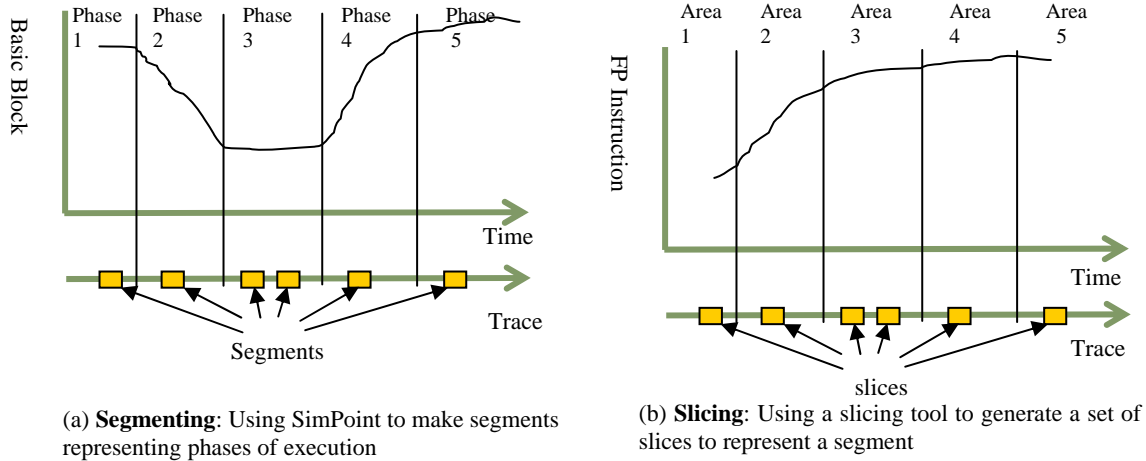 Basic Block
Phase 1
Phase 2
Phase 3
Phase 4
Phase 5
Time
Trace
Segments
(a) Segmenting: Using SimPoint to make segments
representing phases of execution
FP Instruction
Area 1
Area 2
Area 3
Area 4
Area 5
Time
Trace
slices
(b) Slicing: Using a slicing tool to generate a set of
slices to represent a segment